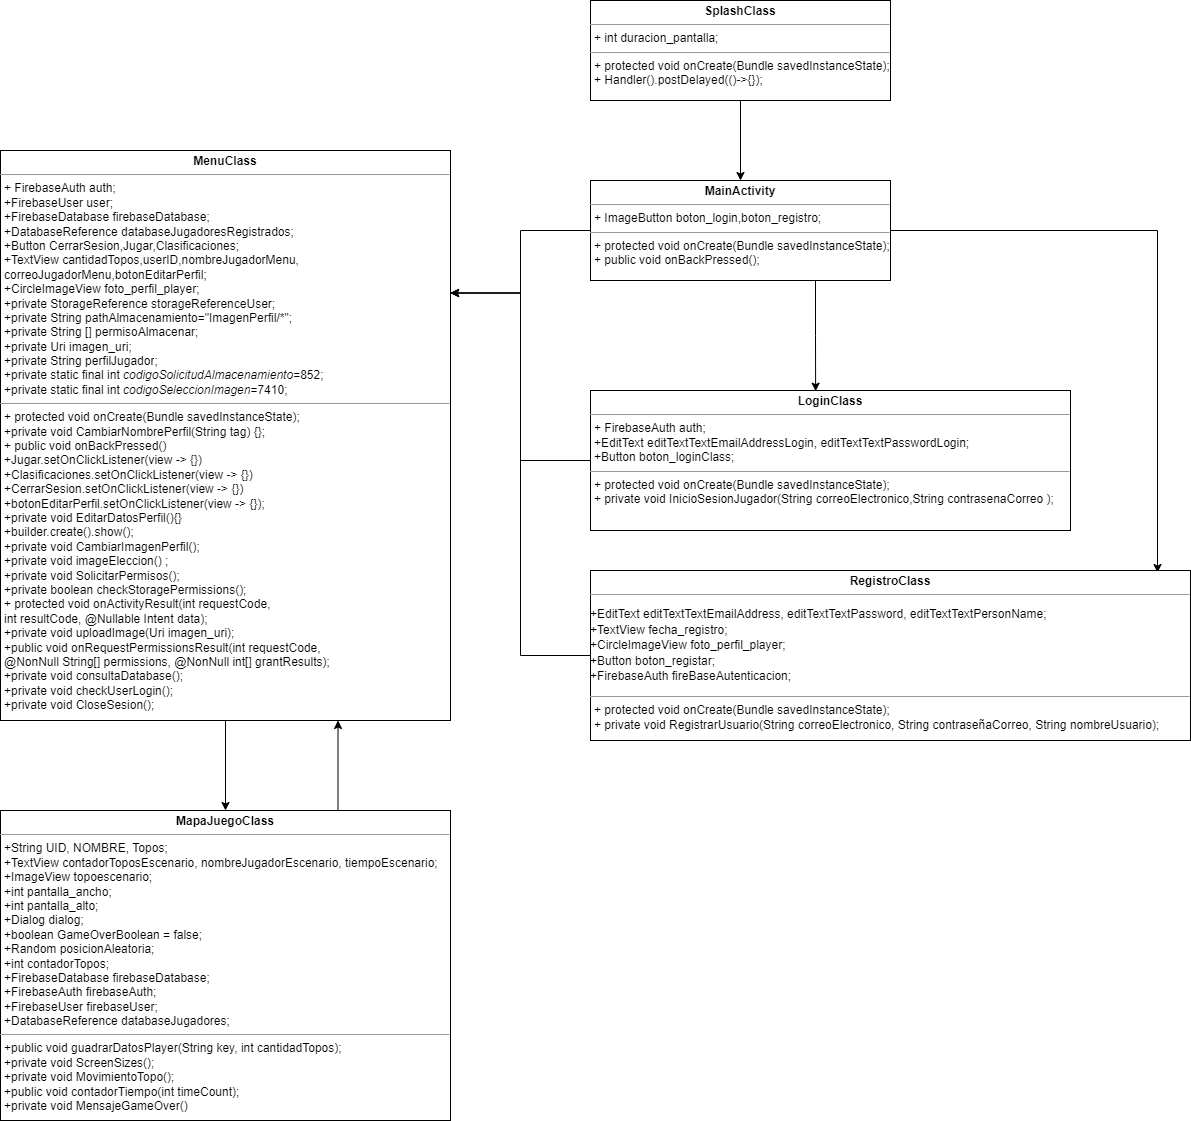 SplashClass
+ int duracion_pantalla;
+ protected void onCreate(Bundle savedInstanceState);
+ Handler().postDelayed(()->{});
MainActivity
+ ImageButton boton_login,boton_registro;
+ protected void onCreate(Bundle savedInstanceState);
+ public void onBackPressed();
MenuClass
+ FirebaseAuth auth;
+FirebaseUser user;
+FirebaseDatabase firebaseDatabase;
+DatabaseReference databaseJugadoresRegistrados;
+Button CerrarSesion,Jugar,Clasificaciones;
+TextView cantidadTopos,userID,nombreJugadorMenu,
correoJugadorMenu,botonEditarPerfil;
+CircleImageView foto_perfil_player;
+private StorageReference storageReferenceUser;
+private String pathAlmacenamiento="ImagenPerfil/*";
+private String [] permisoAlmacenar;
+private Uri imagen_uri;
+private String perfilJugador;
+private static final int codigoSolicitudAlmacenamiento=852;
+private static final int codigoSeleccionImagen=7410;
+ protected void onCreate(Bundle savedInstanceState);
+private void CambiarNombrePerfil(String tag) {};
+ public void onBackPressed()
+Jugar.setOnClickListener(view -> {})
+Clasificaciones.setOnClickListener(view -> {})
+CerrarSesion.setOnClickListener(view -> {})
+botonEditarPerfil.setOnClickListener(view -> {});
+private void EditarDatosPerfil(){}
+builder.create().show();
+private void CambiarImagenPerfil();
+private void imageEleccion() ;
+private void SolicitarPermisos();
+private boolean checkStoragePermissions();
+ protected void onActivityResult(int requestCode,
int resultCode, @Nullable Intent data);
+private void uploadImage(Uri imagen_uri);
+public void onRequestPermissionsResult(int requestCode,
@NonNull String[] permissions, @NonNull int[] grantResults);
+private void consultaDatabase();
+private void checkUserLogin();
+private void CloseSesion();
LoginClass
+ FirebaseAuth auth;
+EditText editTextTextEmailAddressLogin, editTextTextPasswordLogin;
+Button boton_loginClass;
+ protected void onCreate(Bundle savedInstanceState);
+ private void InicioSesionJugador(String correoElectronico,String contrasenaCorreo );
RegistroClass
+EditText editTextTextEmailAddress, editTextTextPassword, editTextTextPersonName;
+TextView fecha_registro;
+CircleImageView foto_perfil_player;
+Button boton_registar;
+FirebaseAuth fireBaseAutenticacion;
+ protected void onCreate(Bundle savedInstanceState);
+ private void RegistrarUsuario(String correoElectronico, String contraseñaCorreo, String nombreUsuario);
MapaJuegoClass
+String UID, NOMBRE, Topos;
+TextView contadorToposEscenario, nombreJugadorEscenario, tiempoEscenario;
+ImageView topoescenario;
+int pantalla_ancho;
+int pantalla_alto;
+Dialog dialog;
+boolean GameOverBoolean = false;
+Random posicionAleatoria;
+int contadorTopos;
+FirebaseDatabase firebaseDatabase;
+FirebaseAuth firebaseAuth;
+FirebaseUser firebaseUser;
+DatabaseReference databaseJugadores;
+public void guadrarDatosPlayer(String key, int cantidadTopos);
+private void ScreenSizes();
+private void MovimientoTopo();
+public void contadorTiempo(int timeCount);
+private void MensajeGameOver()